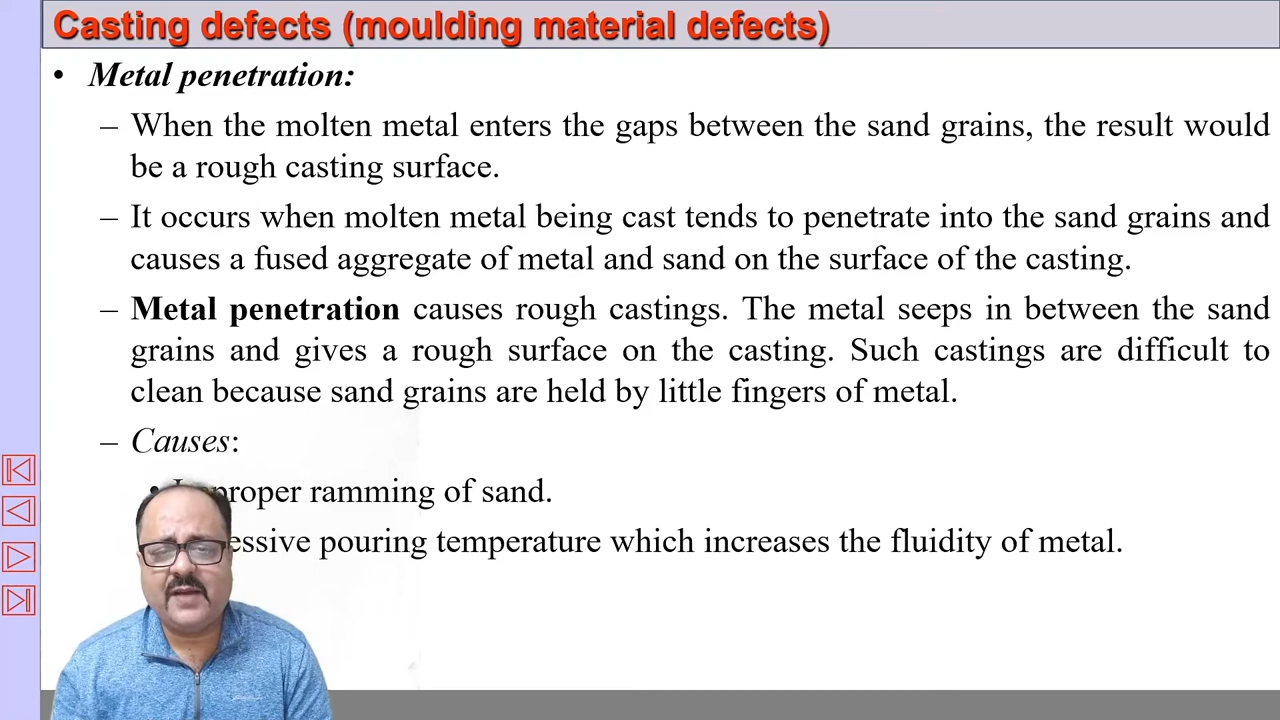 Casting defects (moulding material defects)
• Metal penetration:
– When the molten metal enters the gaps between the sand grains, the result would
be a rough casting surface.
– It occurs when molten metal being cast tends to penetrate into the sand grains and
causes a fused aggregate of metal and sand on the surface of the casting.
– Metal penetration causes rough castings. The metal seeps in between the sand
grains and gives a rough surface on the casting. Such castings are difficult to
clean because sand grains are held by little fingers of metal.
– Causes:
• Improper ramming of sand.
pouring temperature which increases the fluidity of metal.